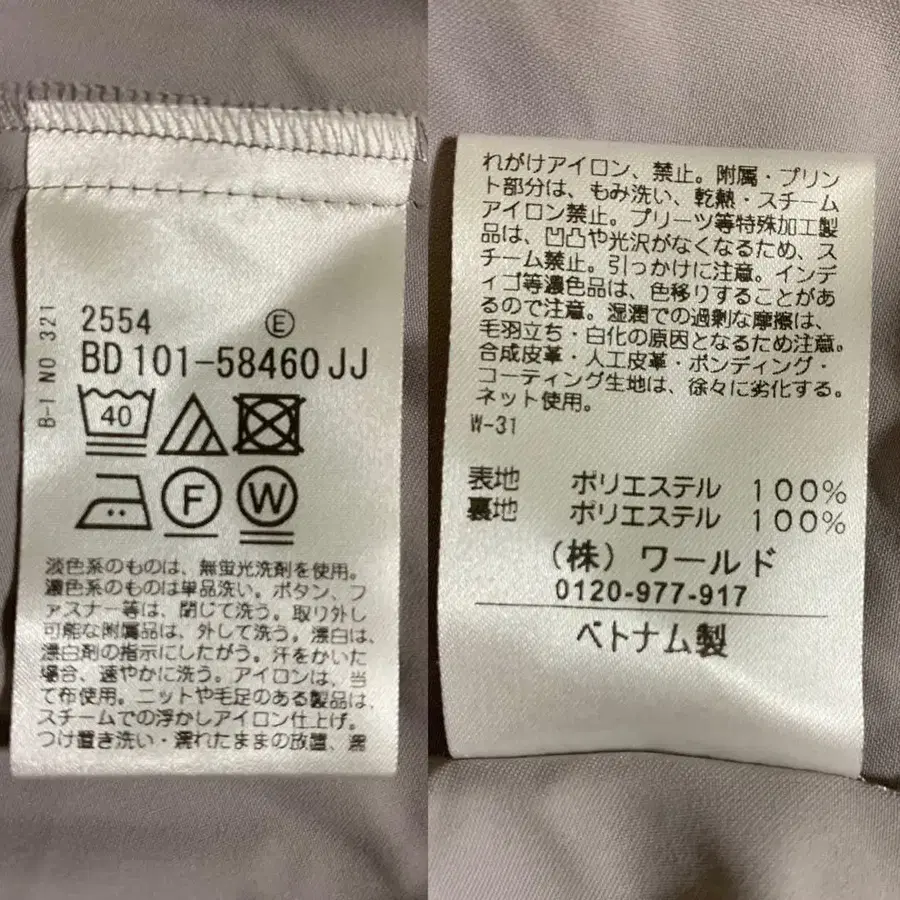 B-1 NO 321
2554 Ⓔ
BD 101-58460 JJ
40
F W
淡色系のものは、無蛍光洗剤を使用。
濃色系のものは単品洗い。ボタン、フ
ァスナー等は、閉じて洗う。取り外し
可能な附属品は、外して洗う。漂白は、
漂白剤の指示にしたがう。汗をかいた
場合、速やかに洗う。アイロンは、当
て布使用。ニットや毛足のある製品は、
スチームでの浮かしアイロン仕上げ。
つけ置き洗い・濡れたままの放置、濡
れがけアイロン、禁止。附属・プリン
ト部分は、もみ洗い、乾熱・スチーム
アイロン禁止。プリーツ等特殊加工製
品は、凹凸や光沢がなくなるため、ス
チーム禁止。引っかけに注意。インデ
ィゴ等濃色品は、色移りすることがあ
るので注意。湿潤での過剰な摩擦は、
毛羽立ち・白化の原因となるため注意。
合成皮革・人工皮革・ボンディング・
コーティング生地は、徐々に劣化する。
ネット使用。
W-31
表地 ポリエステル 100%
裏地 ポリエステル 100%
(株) ワールド
0120-977-917
ベトナム製